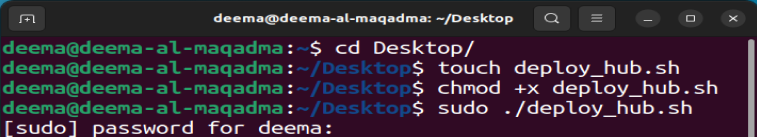 deema@deema-al-maqadma: ~/Desktop
deema@deema-al-maqadma:~$ cd Desktop/
deema@deema-al-maqadma:~/Desktop$ touch deploy_hub.sh
deema@deema-al-maqadma:~/Desktop$ chmod +x deploy_hub.sh
deema@deema-al-maqadma:~/Desktop$ sudo ./deploy_hub.sh
[sudo] password for deema: